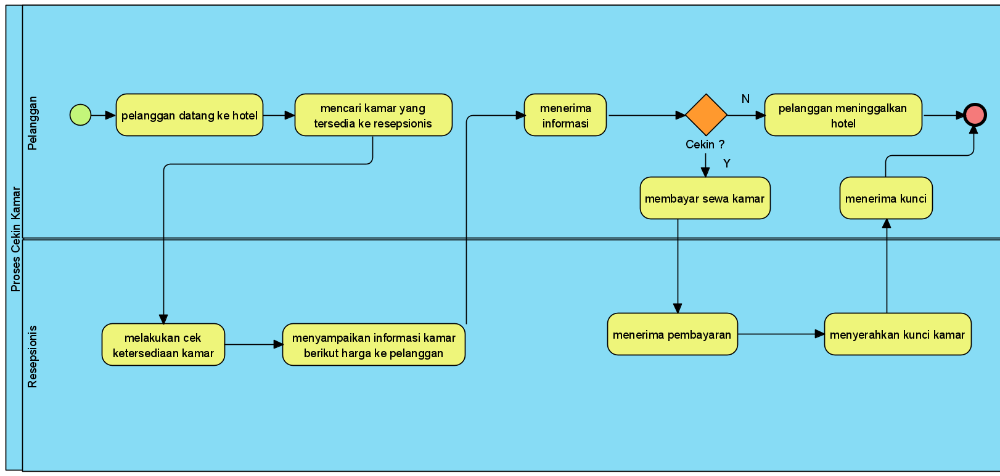 Proses Cekin Kamar
Pelanggan
pelanggan datang ke hotel
mencari kamar yang
tersedia ke resepsionis
menerima
informasi
Cekin ?
N
pelanggan meninggalkan
hotel
Y
membayar sewa kamar
menerima kunci
Resepsionis
melakukan cek
ketersediaan kamar
menyampaikan informasi kamar
berikut harga ke pelanggan
menerima pembayaran
menyerahkan kunci kamar